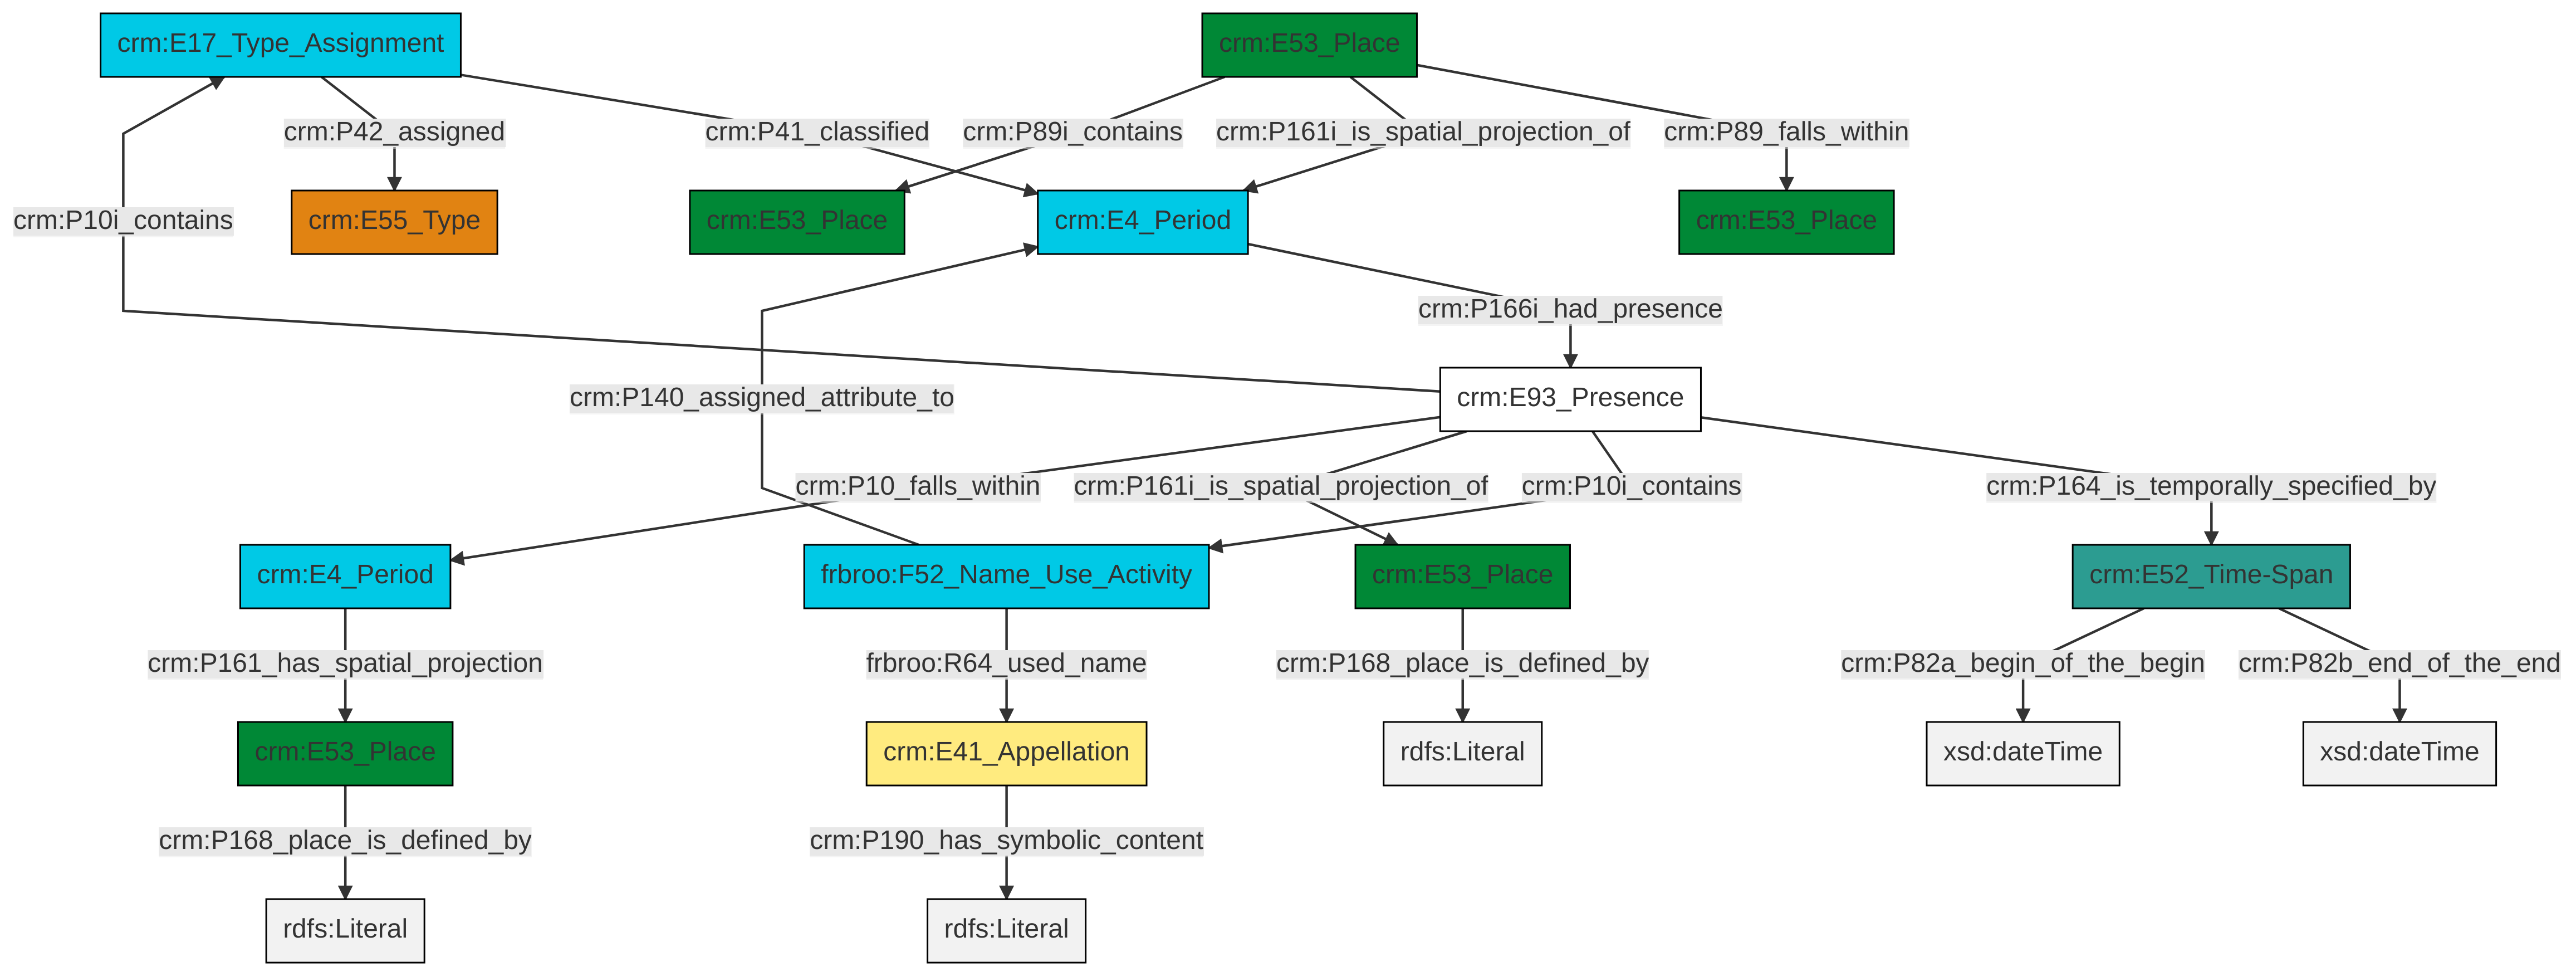 crm:E17_Type_Assignment
crm:E53_Place
crm:P42_assigned
crm:P41_classified
crm:P89i_contains
crm:P161i_is_spatial_projection_of
crm:P89_falls_within
crm:P10i_contains
crm:E55_Type
crm:E53_Place
crm:E4_Period
crm:E53_Place
crm:P166i_had_presence
crm:P140_assigned_attribute_to
crm:E93_Presence
crm:P10_falls_within
crm:P161i_is_spatial_projection_of
crm:P10i_contains
crm:P164_is_temporally_specified_by
crm:E4_Period
frbroo:F52_Name_Use_Activity
crm:E53_Place
crm:E52_Time-Span
crm:P161_has_spatial_projection
frbroo:R64_used_name
crm:P168_place_is_defined_by
crm:P82a_begin_of_the_begin
crm:P82b_end_of_the_end
crm:E53_Place
crm:E41_Appellation
rdfs:Literal
xsd:dateTime
xsd:dateTime
crm:P168_place_is_defined_by
crm:P190_has_symbolic_content
rdfs:Literal
rdfs:Literal